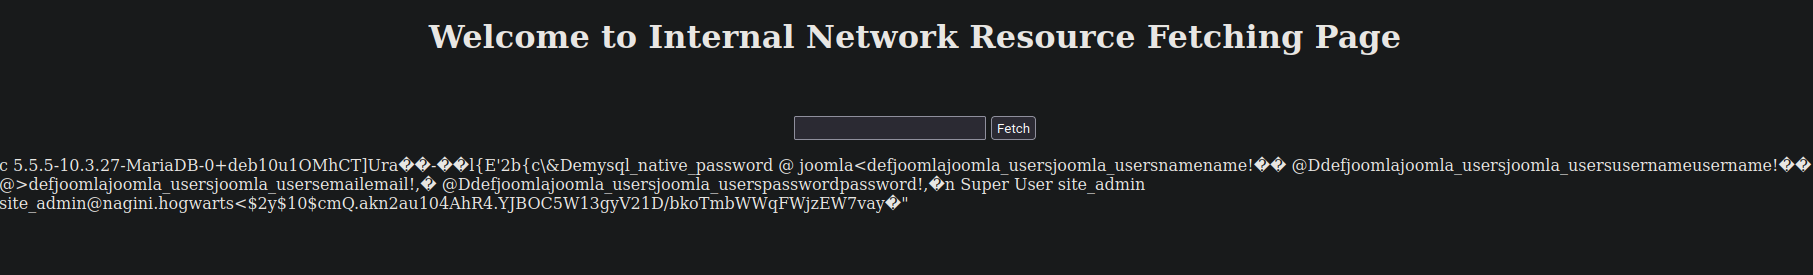 Welcome to Internal Network Resource Fetching Page
Fetch
c 5.5.5-10.3.27-MariaDB-0+deb10u1OMhCT]Ura��-��l{E'2b{c\&Demysql_native_password @ joomla<defjoomlajoomla_usersjoomla_usersnamename!�� @Ddefjoomlajoomla_usersjoomla_usersusernameusername!��
@>defjoomlajoomla_usersjoomla_usersemailemail!,� @Ddefjoomlajoomla_usersjoomla_userspasswordpassword!,�n Super User site_admin
site_admin@nagini.hogwarts<$2y$10$cmQ.akn2au104AhR4.YJBOC5W13gyV21D/bkoTmbWWqFWjzEW7vay�"